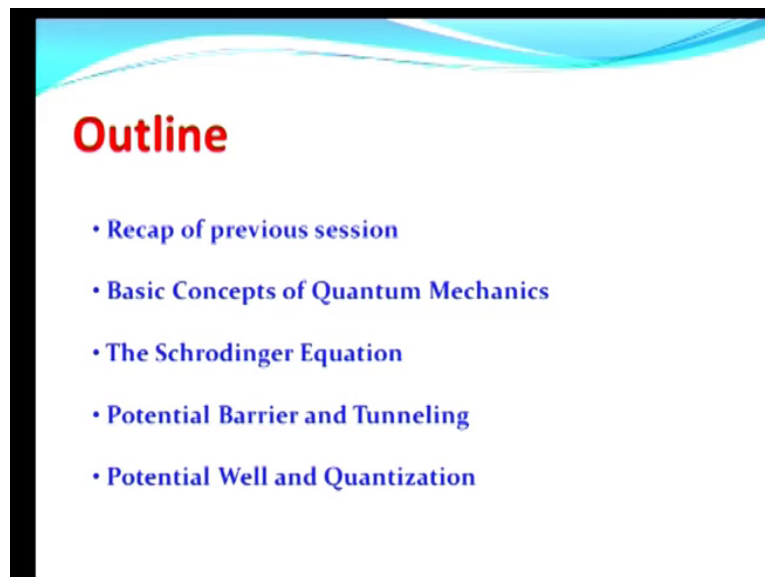 Outline
• Recap of previous session
• Basic Concepts of Quantum Mechanics
• The Schrodinger Equation
• Potential Barrier and Tunneling
• Potential Well and Quantization